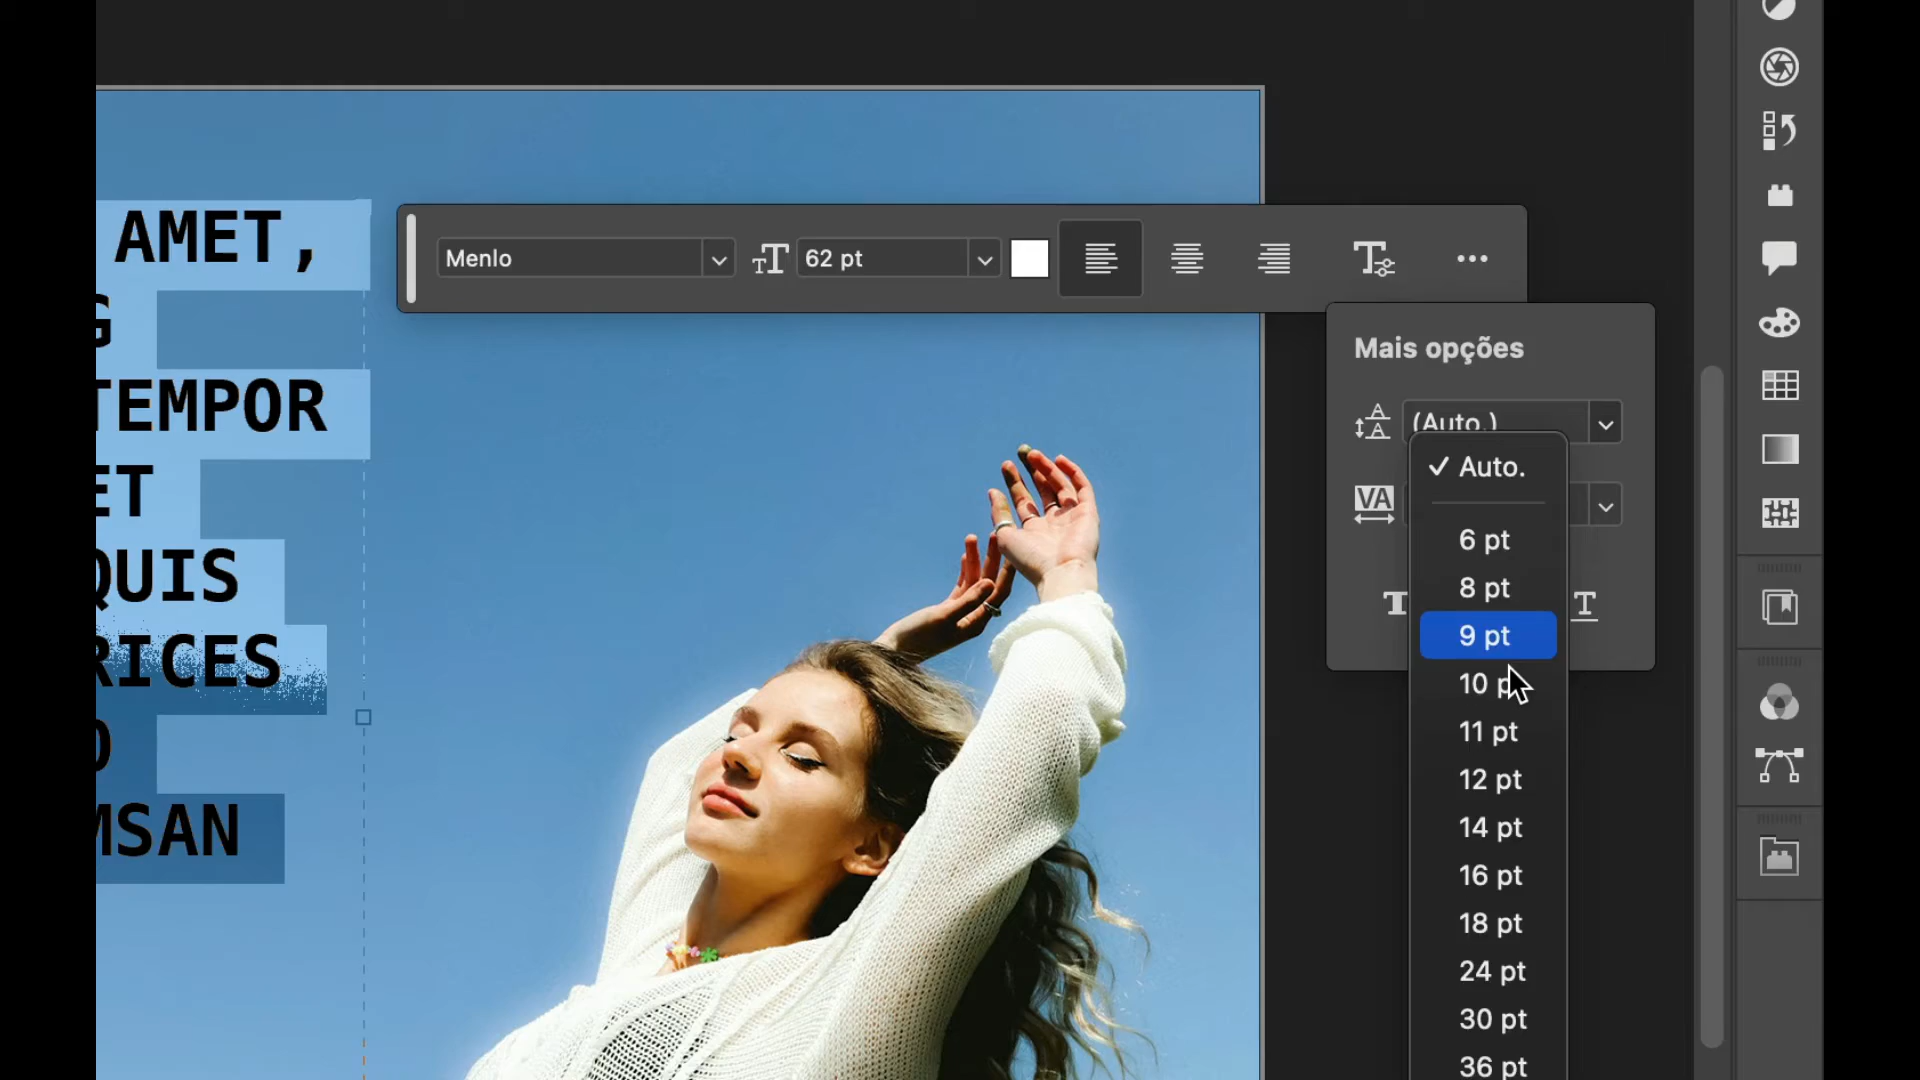 AMET,
G
TEMPOR
ET
QUIS
RICES
O
MSAN
Menlo
62 pt
Mais opções
(Auto.)
Auto.
6 pt
8 pt
9 pt
10 pt
11 pt
12 pt
14 pt
16 pt
18 pt
24 pt
30 pt
36 pt